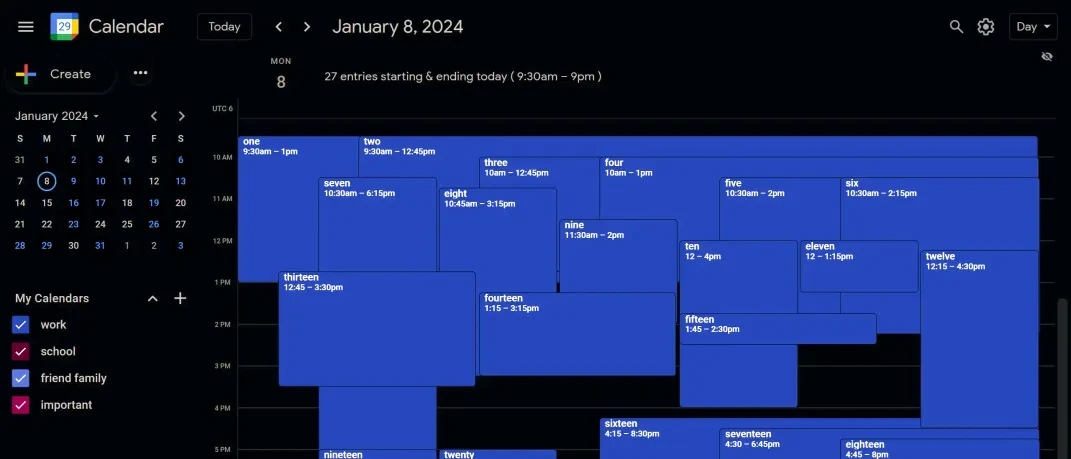 29 Calendar Today January 8, 2024 Day
Create
MON
8
27 entries starting & ending today ( 9:30am – 9pm )
UTC 6
January 2024
S M T W T F S
31 1 2 3 4 5 6
7 8 9 10 11 12 13
14 15 16 17 18 19 20
21 22 23 24 25 26 27
28 29 30 31 1 2 3
My Calendars
work
school
friend family
important
10 AM
11 AM
12 PM
1 PM
2 PM
3 PM
4 PM
5 PM
one
9:30am – 1pm
two
9:30am – 12:45pm
three
10am – 12:45pm
four
10am – 1pm
five
10:30am – 2pm
six
10:30am – 2:15pm
seven
10:30am – 6:15pm
eight
10:45am – 3:15pm
nine
11:30am – 2pm
ten
12 – 4pm
eleven
12 – 1:15pm
twelve
12:15 – 4:30pm
thirteen
12:45 – 3:30pm
fourteen
1:15 – 3:15pm
fifteen
1:45 – 2:30pm
sixteen
4:15 – 8:30pm
seventeen
4:30 – 6:45pm
eighteen
4:45 – 8pm
nineteen
twenty